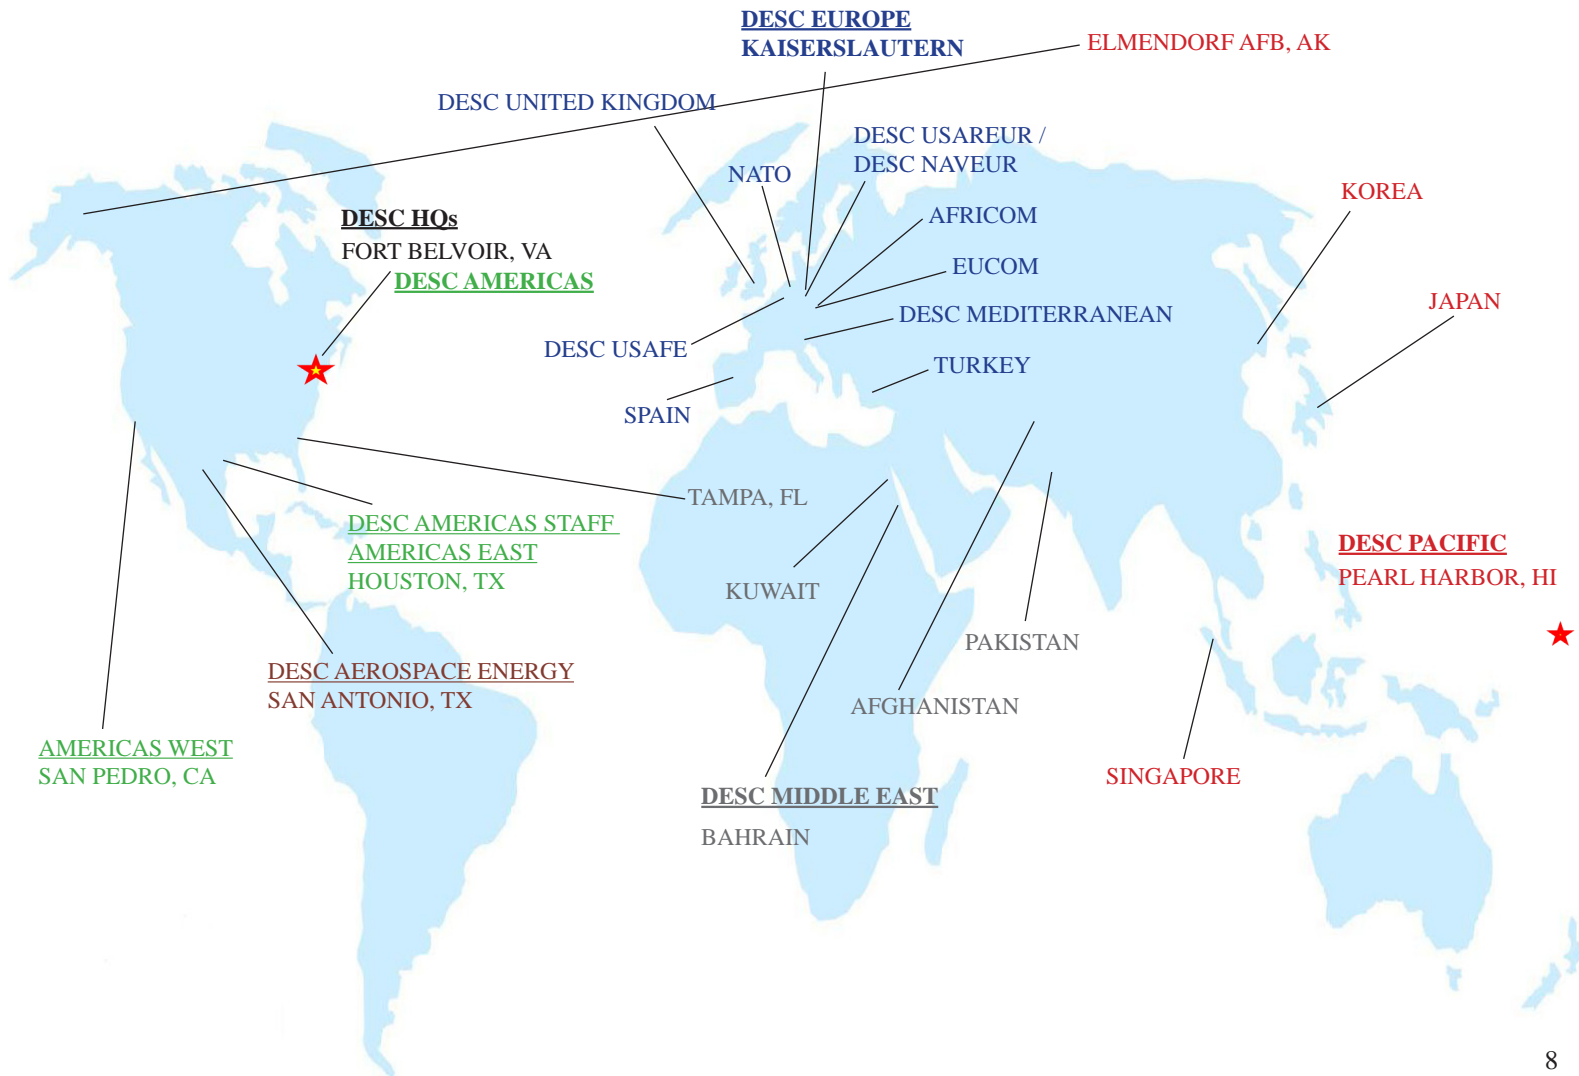 DESC EUROPE
KAISERSLAUTERN
ELMENDORF AFB, AK
DESC UNITED KINGDOM
DESC USAREUR /
DESC NAVEUR
NATO
KOREA
DESC HQs
FORT BELVOIR, VA
DESC AMERICAS
AFRICOM
EUCOM
JAPAN
DESC MEDITERRANEAN
DESC USAFE
TURKEY
SPAIN
TAMPA, FL
DESC AMERICAS STAFF
AMERICAS EAST
HOUSTON, TX
DESC PACIFIC
PEARL HARBOR, HI
KUWAIT
PAKISTAN
DESC AEROSPACE ENERGY
SAN ANTONIO, TX
AFGHANISTAN
AMERICAS WEST
SAN PEDRO, CA
SINGAPORE
DESC MIDDLE EAST
BAHRAIN
8